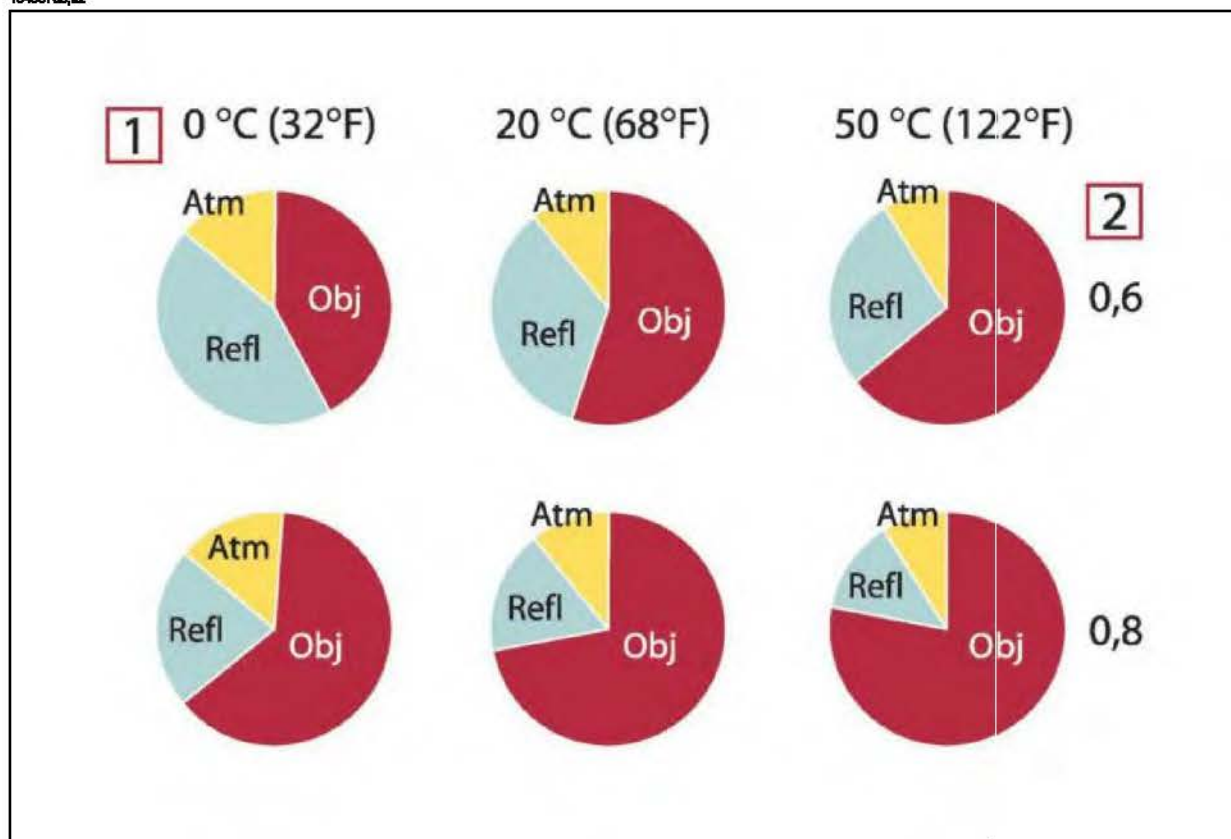 1 0 °C (32°F) 20 °C (68°F) 50 °C (122°F)
2
Atm Atm Atm
Obj Obj Obj
Refl Refl Refl
0,6
Atm Atm Atm
Refl Refl Refl
Obj Obj Obj
0,8